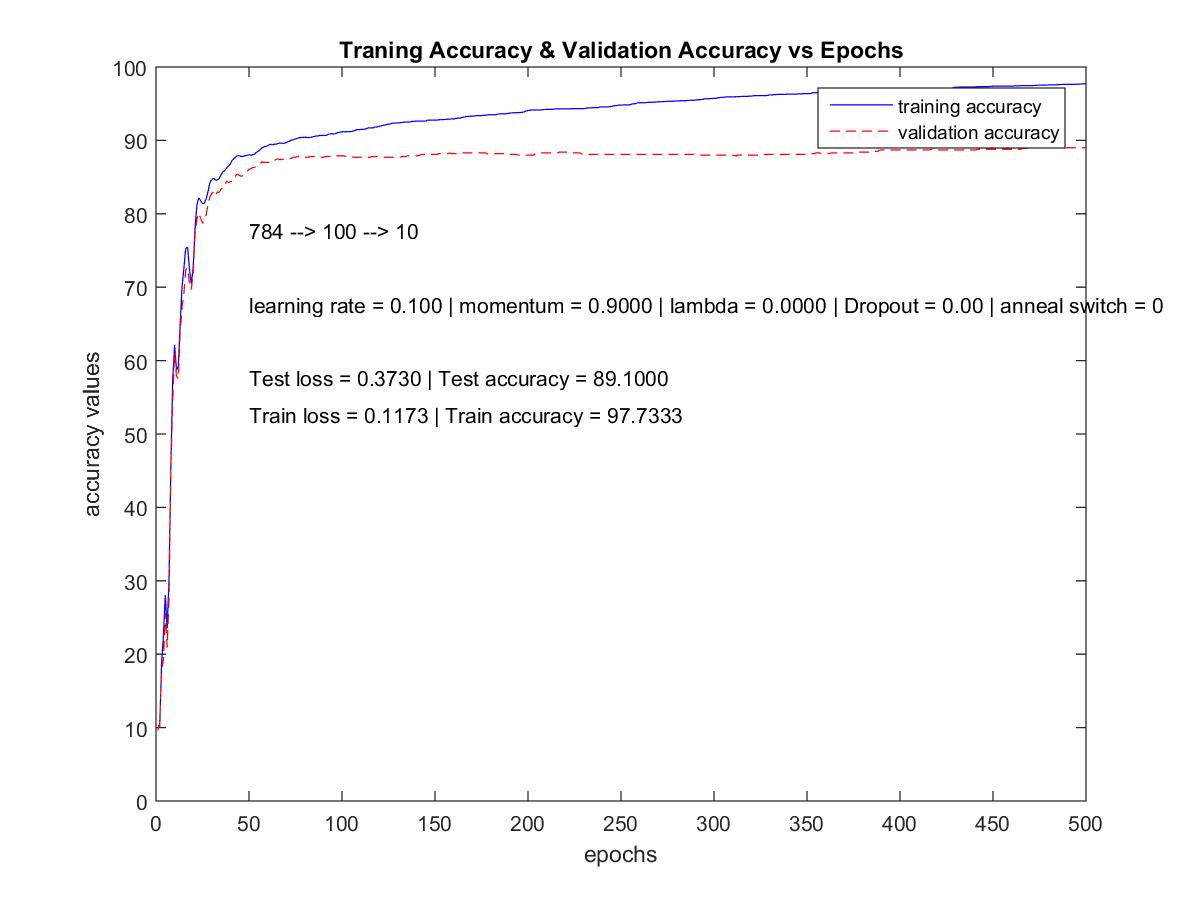 Traning Accuracy & Validation Accuracy vs Epochs
100
90
80
70
60
50
40
30
20
10
0
accuracy values
training accuracy
validation accuracy
784 --> 100 --> 10
learning rate = 0.100 | momentum = 0.9000 | lambda = 0.0000 | Dropout = 0.00 | anneal switch = 0
Test loss = 0.3730 | Test accuracy = 89.1000
Train loss = 0.1173 | Train accuracy = 97.7333
0 50 100 150 200 250 300 350 400 450 500
epochs